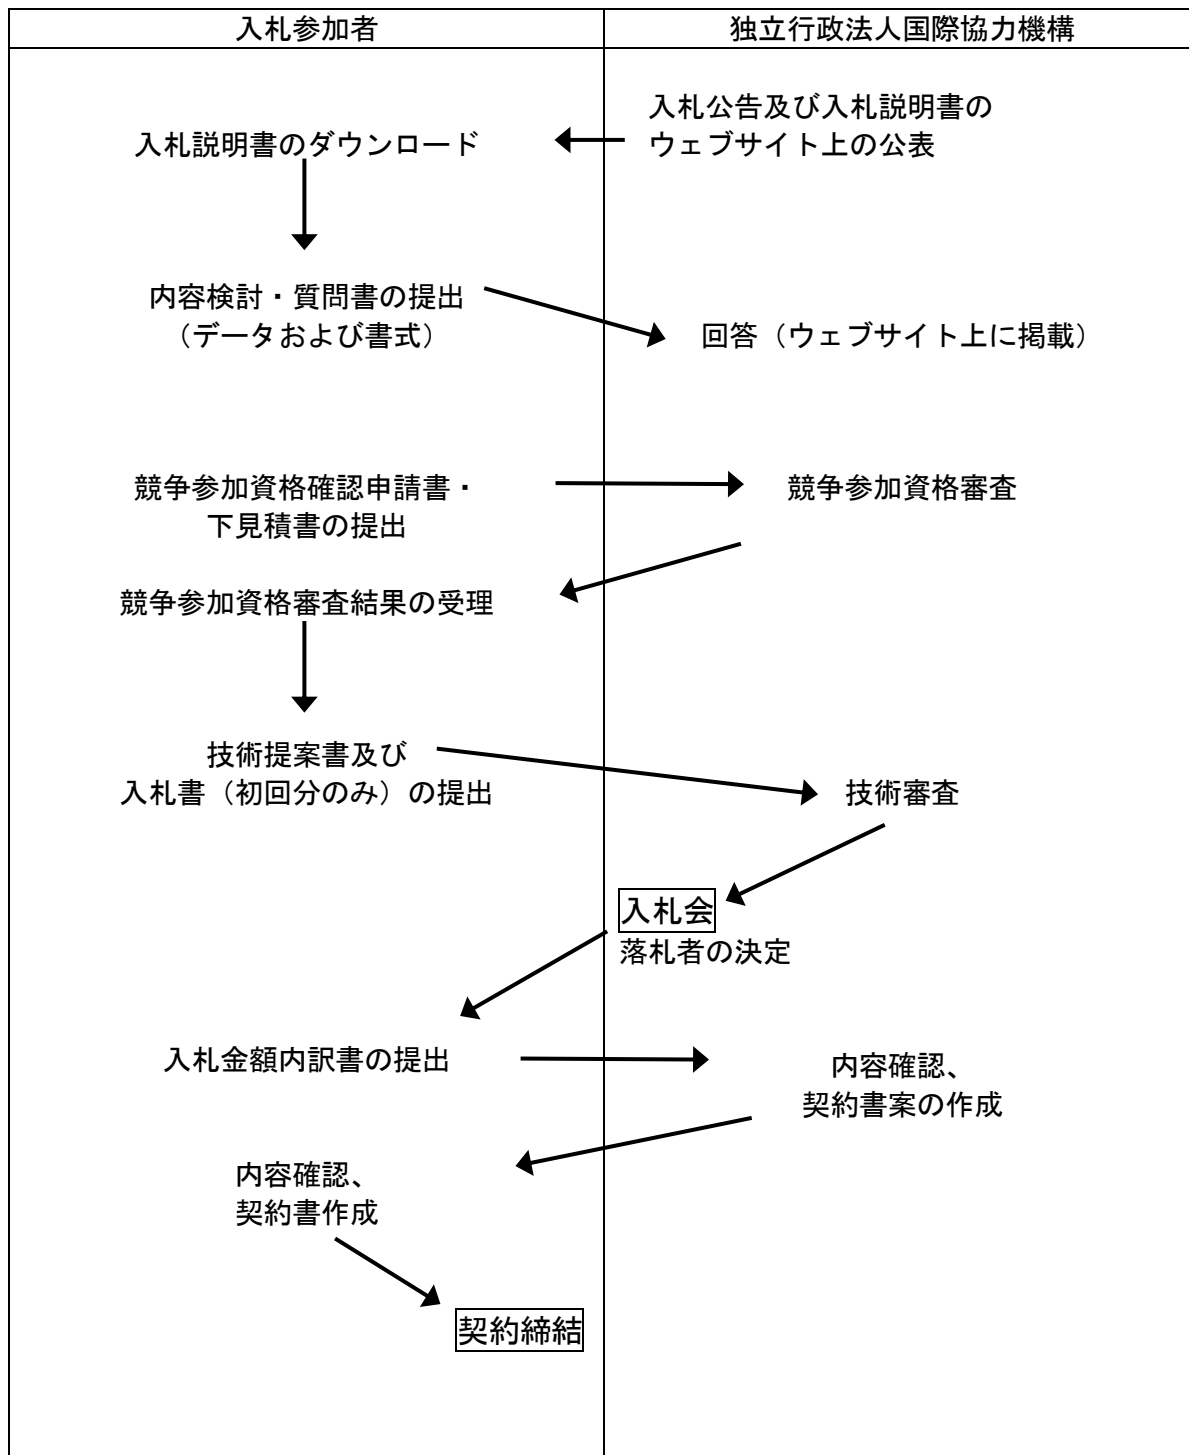 入札参加者
独立行政法人国際協力機構
入札公告及び入札説明書の
ウェブサイト上の公表
入札説明書のダウンロード
内容検討・質問書の提出
（データおよび書式）
回答（ウェブサイト上に掲載）
競争参加資格確認申請書・
下見積書の提出
競争参加資格審査
競争参加資格審査結果の受理
技術提案書及び
入札書（初回分のみ）の提出
技術審査
入札会
落札者の決定
入札金額内訳書の提出
内容確認、
契約書案の作成
内容確認、
契約書作成
契約締結